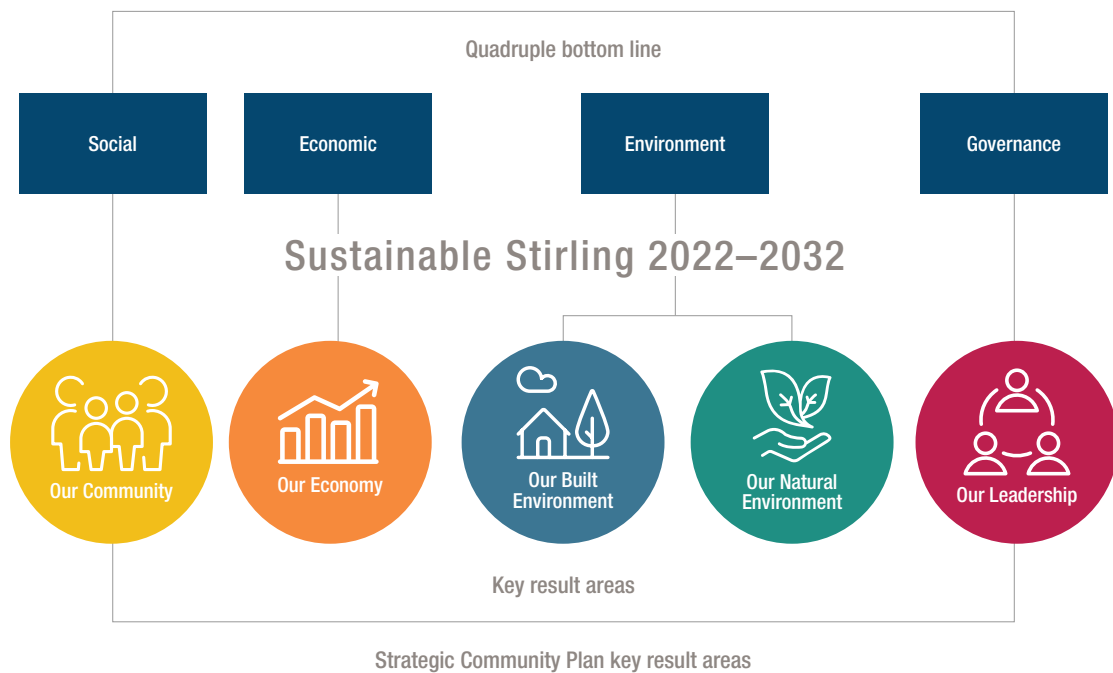 Quadruple bottom line
Social
Economic
Environment
Governance
Sustainable Stirling 2022–2032
Our Community
Our Economy
Our Built
Environment
Our Natural
Environment
Our Leadership
Key result areas
Strategic Community Plan key result areas